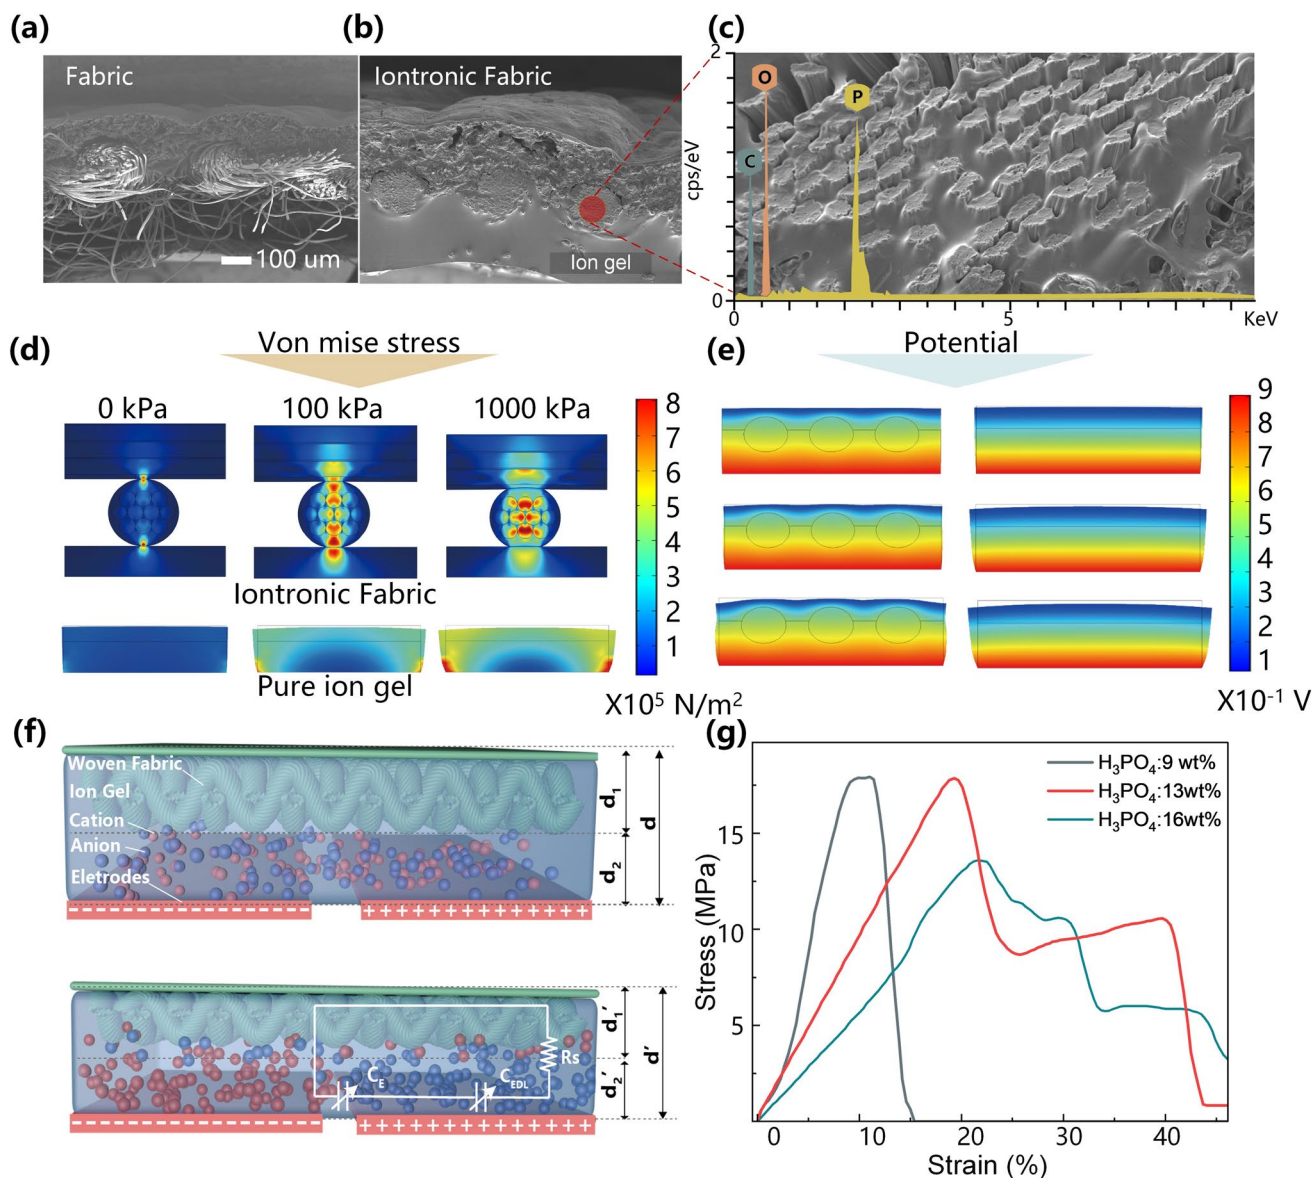 (a)
Fabric
100 um
(b)
Iontronic Fabric
Ion gel
(c)
2
cps/eV
0
C
O
P
0
5
KeV
(d)
Von mise stress
0 kPa
100 kPa
1000 kPa
Iontronic Fabric
Pure ion gel
8
7
6
5
4
3
2
1
X10⁵ N/m²
(e)
Potential
9
8
7
6
5
4
3
2
1
X10⁻¹ V
(f)
Woven Fabric
Ion Gel
Cation
Anion
Eletrodes
d₁
d₂
d
d₁'
d₂'
d'
C_E
C_EDL
Rs
(g)
H₃PO₄:9 wt%
H₃PO₄:13wt%
H₃PO₄:16wt%
Stress (MPa)
15
10
5
0
10
20
30
40
Strain (%)